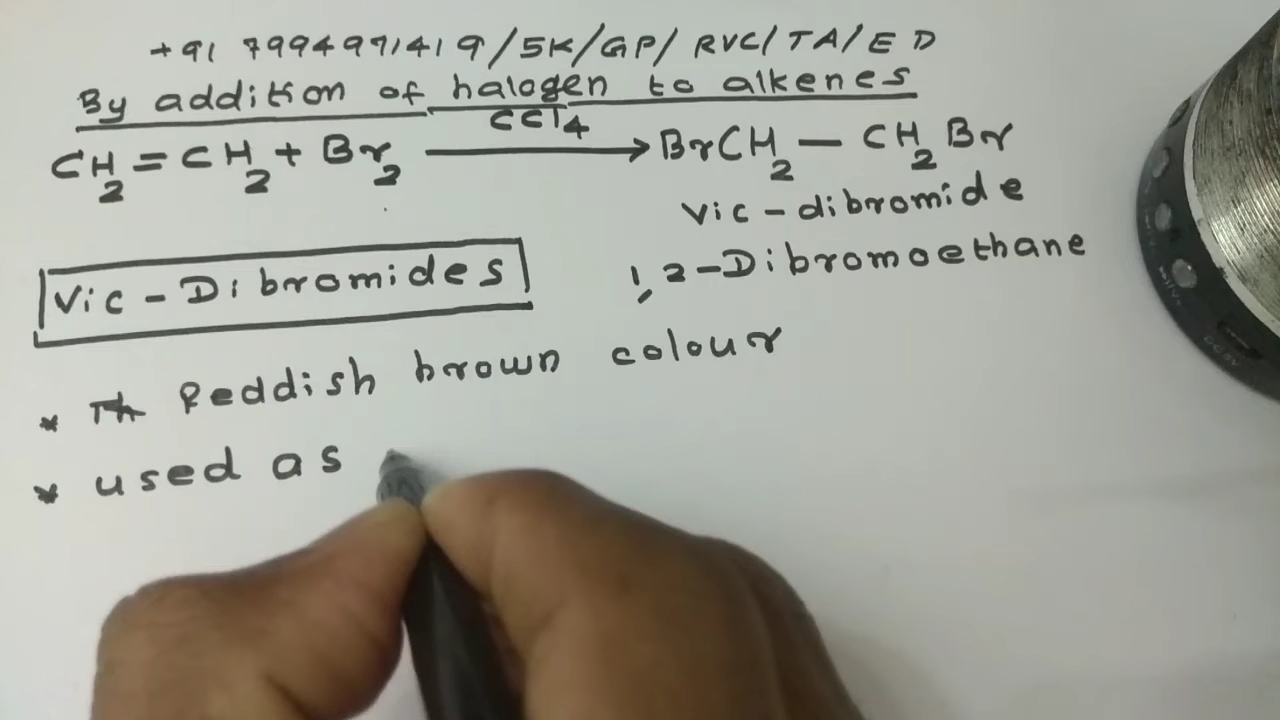 +91 7994971419/5K/GP/ RVC/TA/ED
By addition of halogen to alkenes
CH2=CH2+Br2 CCl4 → BrCH2—CH2Br
Vic-dibromide
1,2-Dibromoethane
Vic-Dibromides
* Th Reddish brown colour
* used as